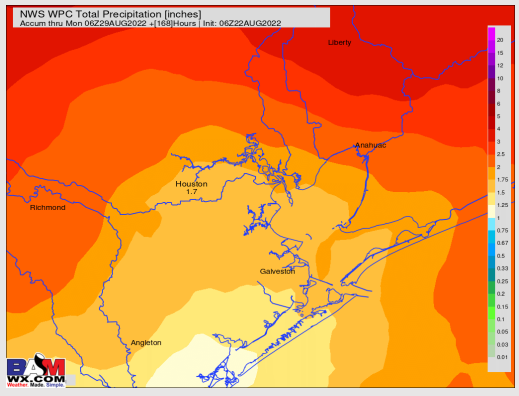 NWS WPC Total Precipitation [inches]
Accum thru Mon 06Z29AUG2022 +[168]Hours | Init: 06Z22AUG2022
Liberty
Anahuac
Houston
1.7
Richmond
Galveston
Angleton
20
15
12
10
8
6
5
4
3
2.5
2
1.75
1.5
1.25
1
0.75
0.67
0.5
0.33
0.25
0.2
0.15
0.1
0.05
0.03
0.01
BAM
WX.COM
Weather. Made. Simple.